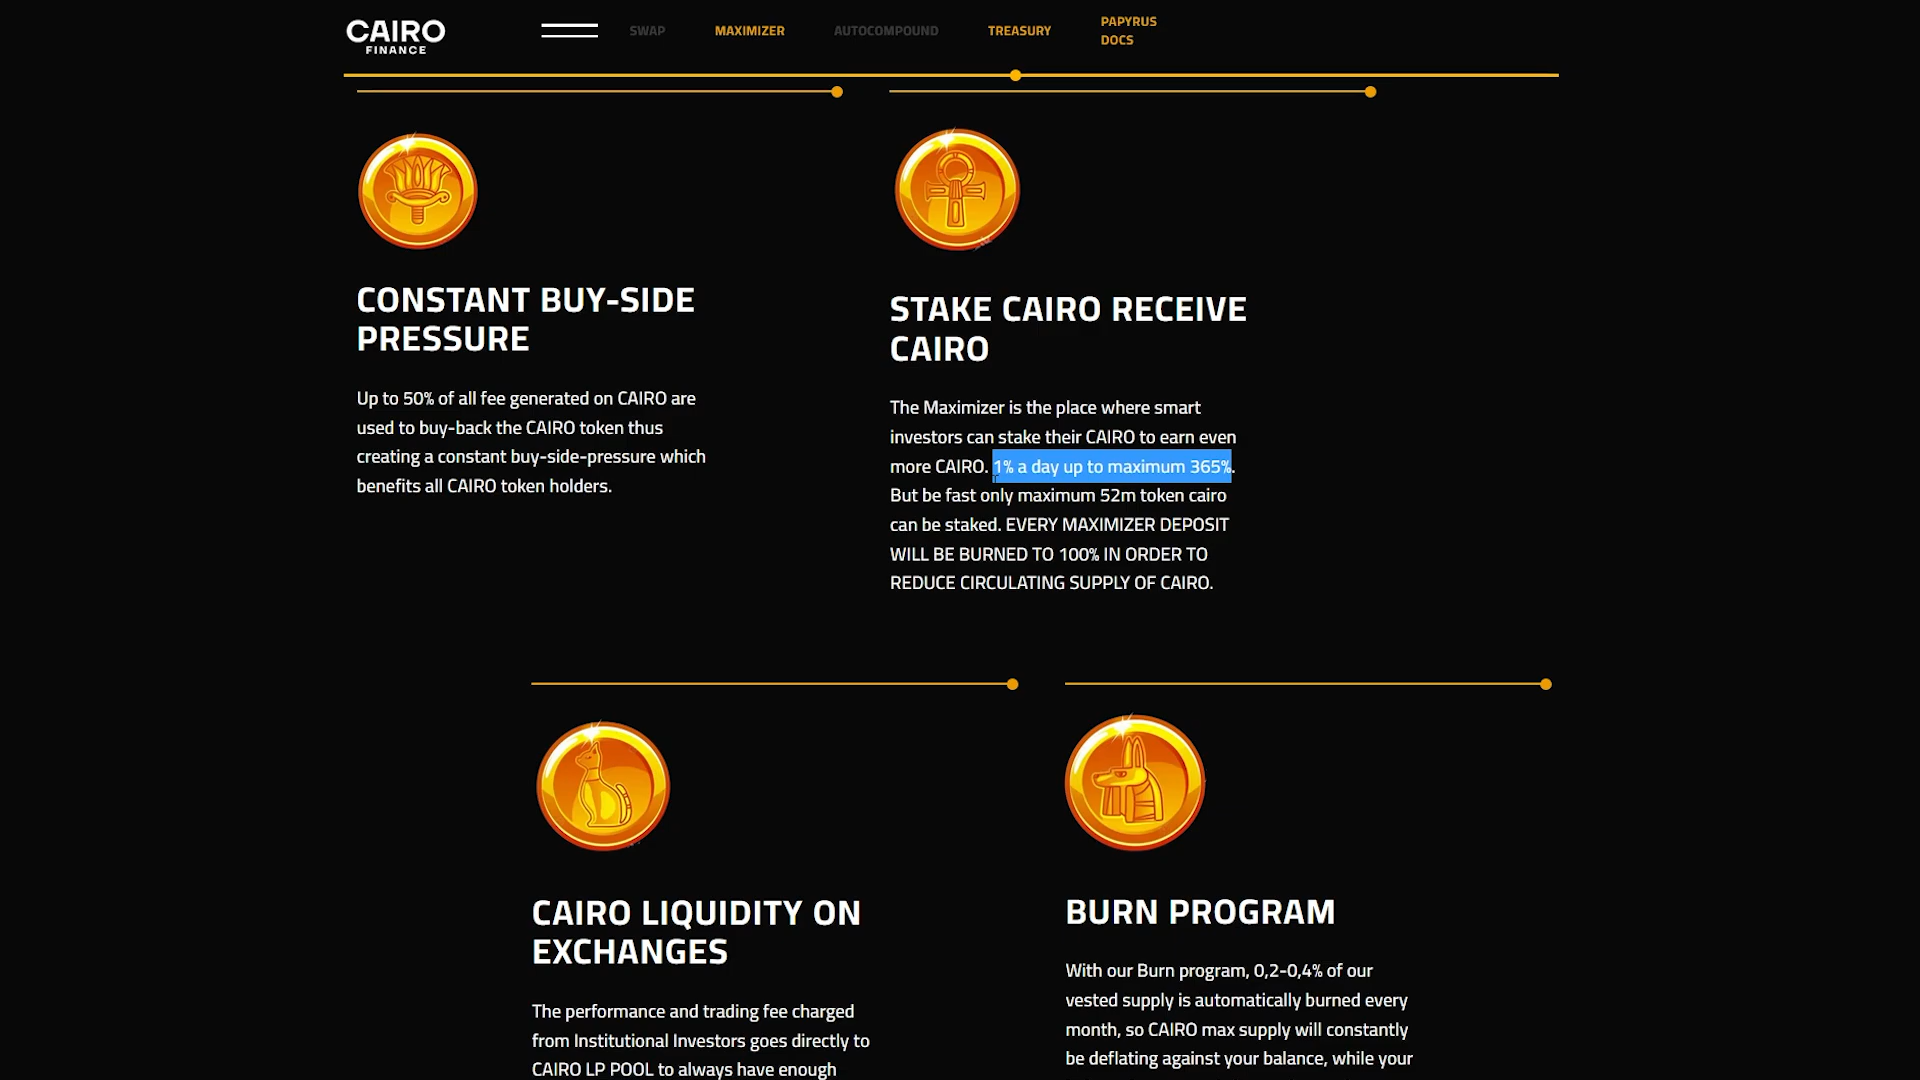 CAIRO
FINANCE
SWAP
MAXIMIZER
AUTOCOMPOUND
TREASURY
PAPYRUS
DOCS
CONSTANT BUY-SIDE
PRESSURE
Up to 50% of all fee generated on CAIRO are
used to buy-back the CAIRO token thus
creating a constant buy-side-pressure which
benefits all CAIRO token holders.
STAKE CAIRO RECEIVE
CAIRO
The Maximizer is the place where smart
investors can stake their CAIRO to earn even
more CAIRO. 1% a day up to maximum 365%.
But be fast only maximum 52m token cairo
can be staked. EVERY MAXIMIZER DEPOSIT
WILL BE BURNED TO 100% IN ORDER TO
REDUCE CIRCULATING SUPPLY OF CAIRO.
CAIRO LIQUIDITY ON
EXCHANGES
The performance and trading fee charged
from Institutional Investors goes directly to
CAIRO LP POOL to always have enough
BURN PROGRAM
With our Burn program, 0,2-0,4% of our
vested supply is automatically burned every
month, so CAIRO max supply will constantly
be deflating against your balance, while your